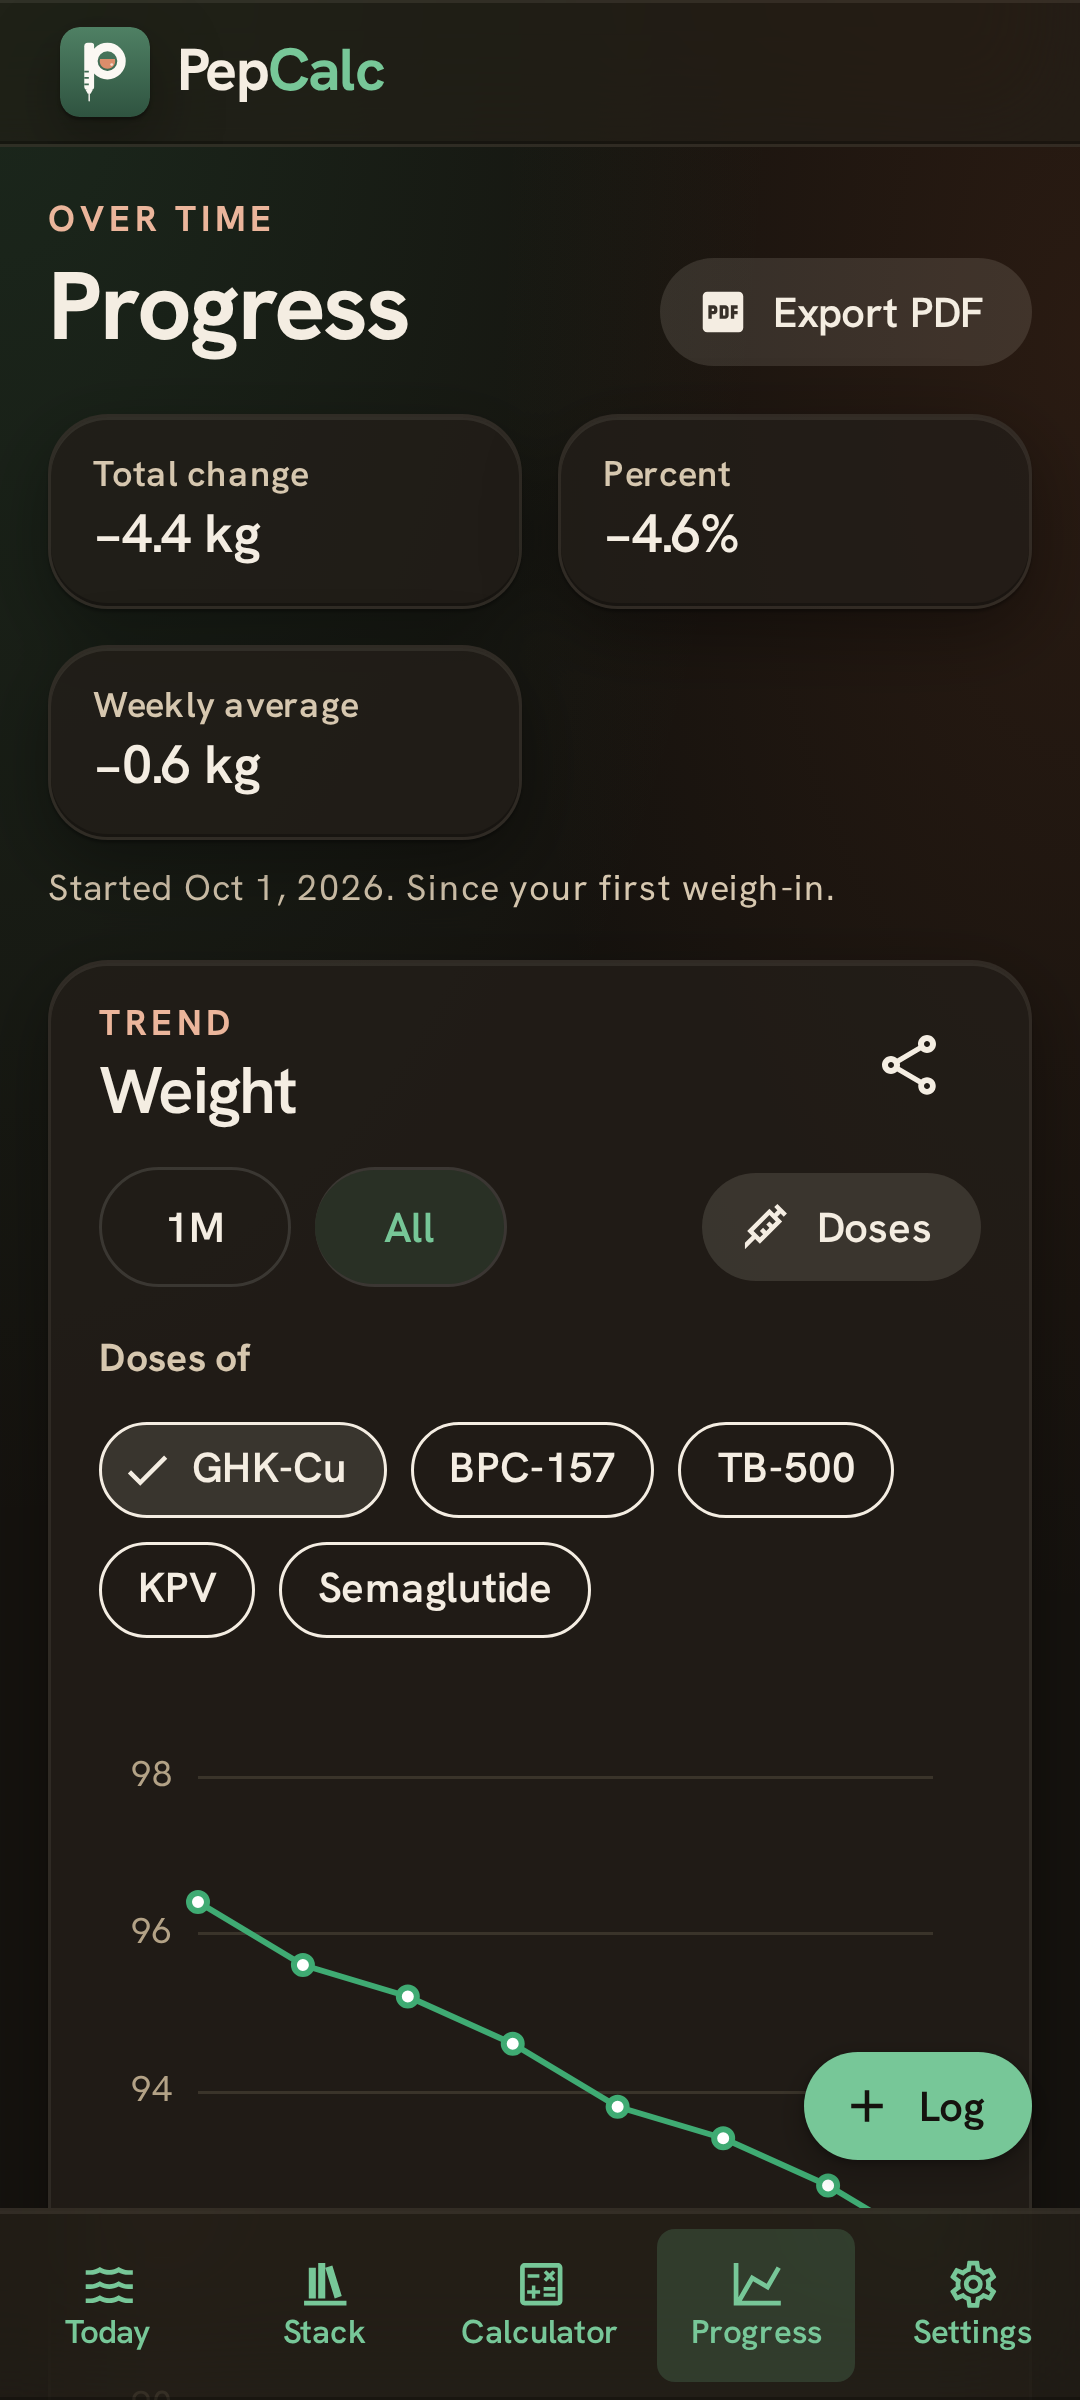 PepCalc
OVER TIME
Progress
PDF Export PDF
Total change
–4.4 kg
Percent
–4.6%
Weekly average
–0.6 kg
Started Oct 1, 2026. Since your first weigh-in.
TREND
Weight
1M All Doses
Doses of
GHK-Cu BPC-157 TB-500
KPV Semaglutide
98
96
94
+ Log
Today Stack Calculator Progress Settings